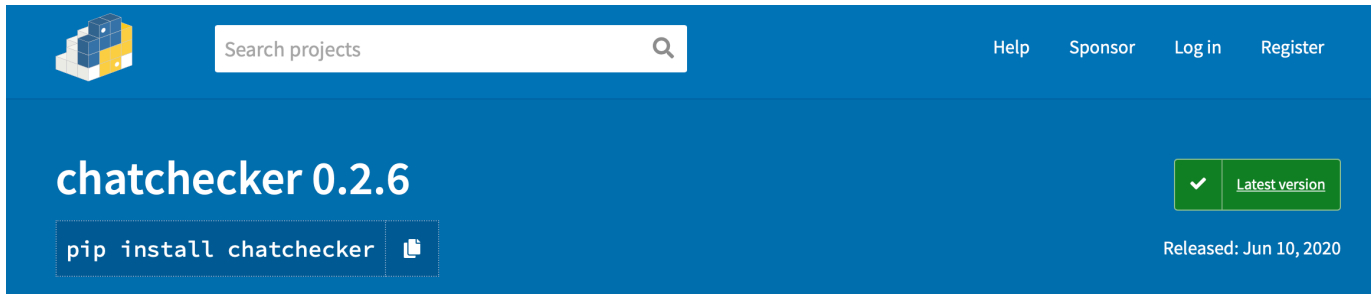 Search projects
Help Sponsor Log in Register
chatchecker 0.2.6
Latest version
pip install chatchecker
Released: Jun 10, 2020